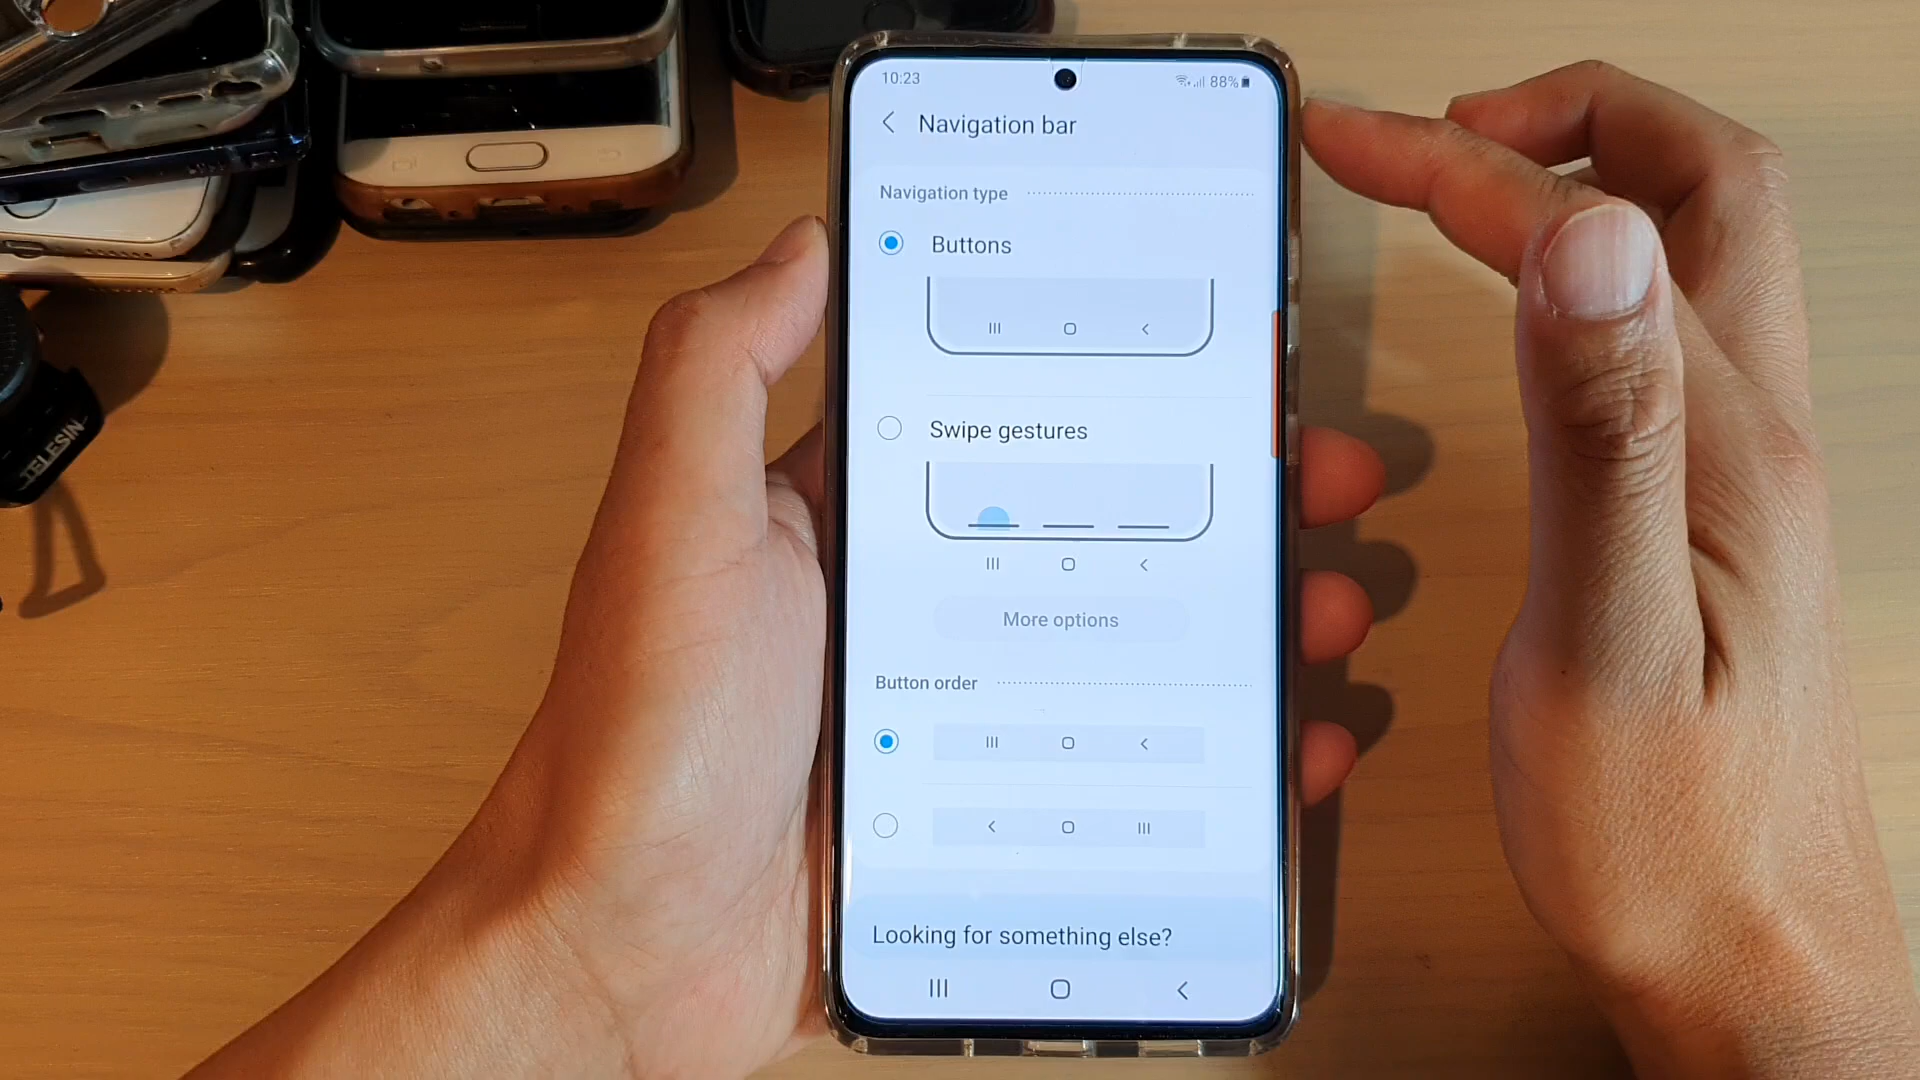 10:23
88%
Navigation bar
Navigation type
Buttons
Swipe gestures
More options
Button order
Looking for something else?
TELESIN